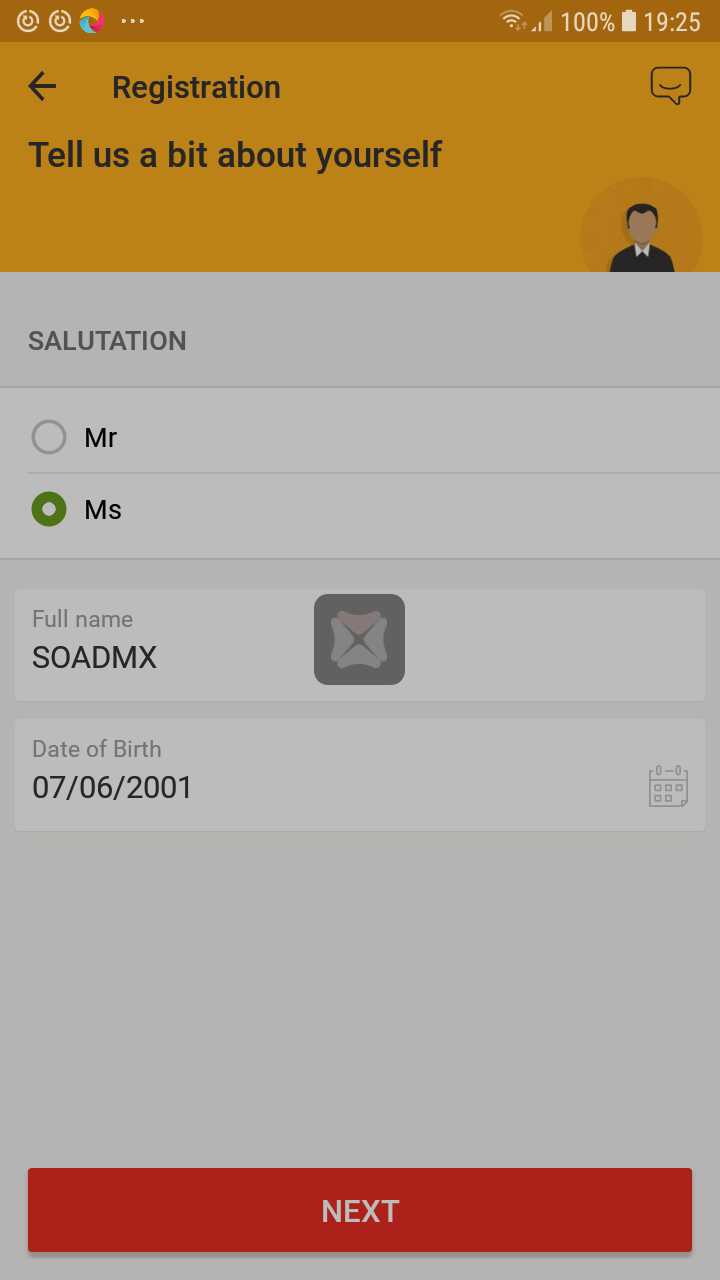 100% 19:25
Registration
Tell us a bit about yourself
SALUTATION
Mr
Ms
Full name
SOADMX
Date of Birth
07/06/2001
NEXT